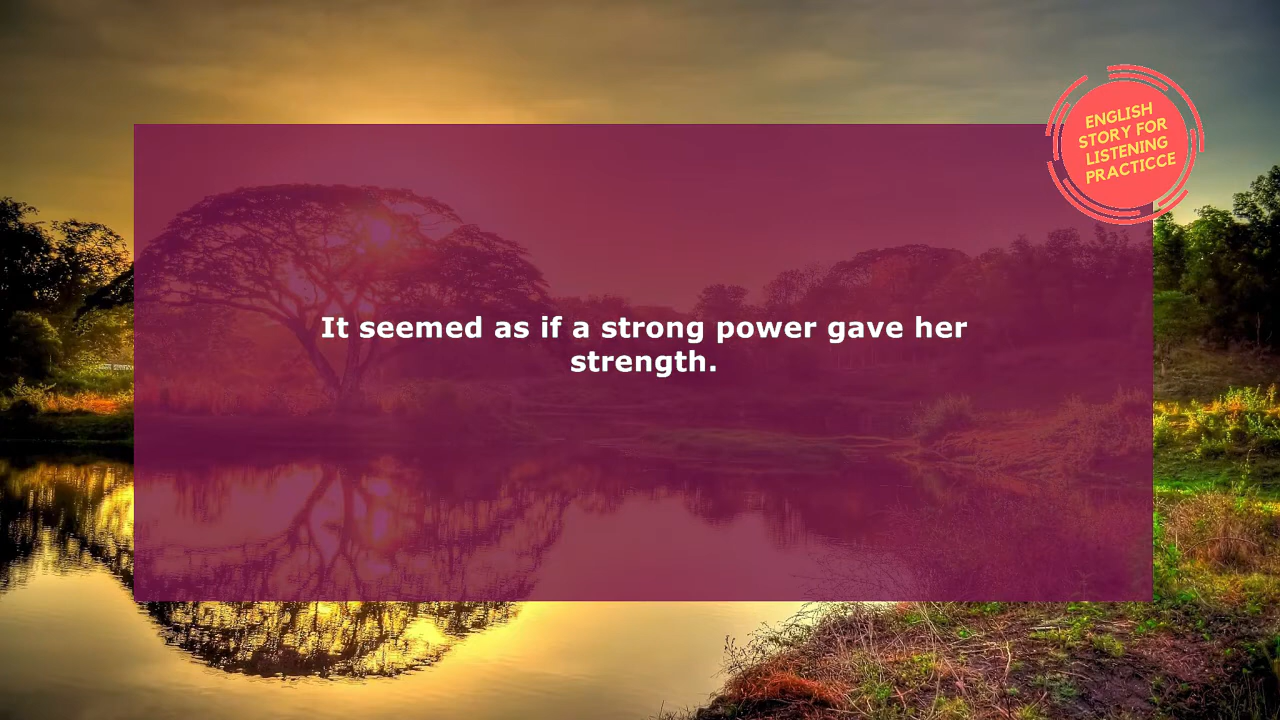 ENGLISH
STORY FOR
LISTENING
PRACTICCE
It seemed as if a strong power gave her
strength.